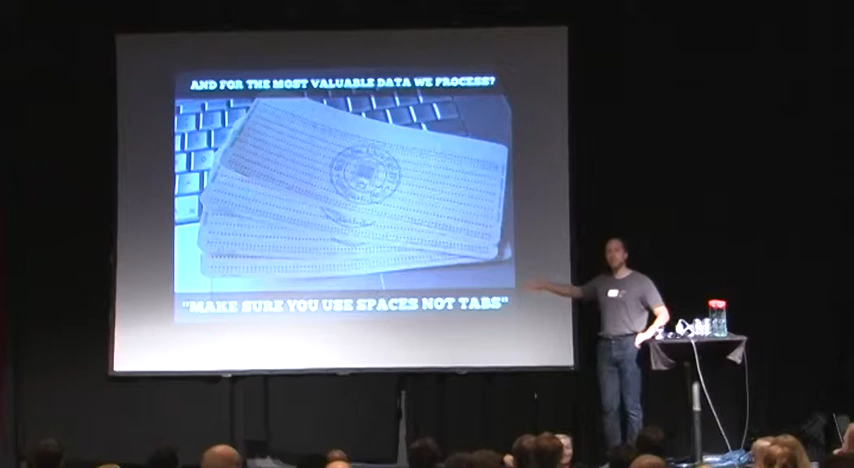 AND FOR THE MOST VALUABLE DATA WE PROCESS?
"MAKE SURE YOU USE SPACES NOT TABS"